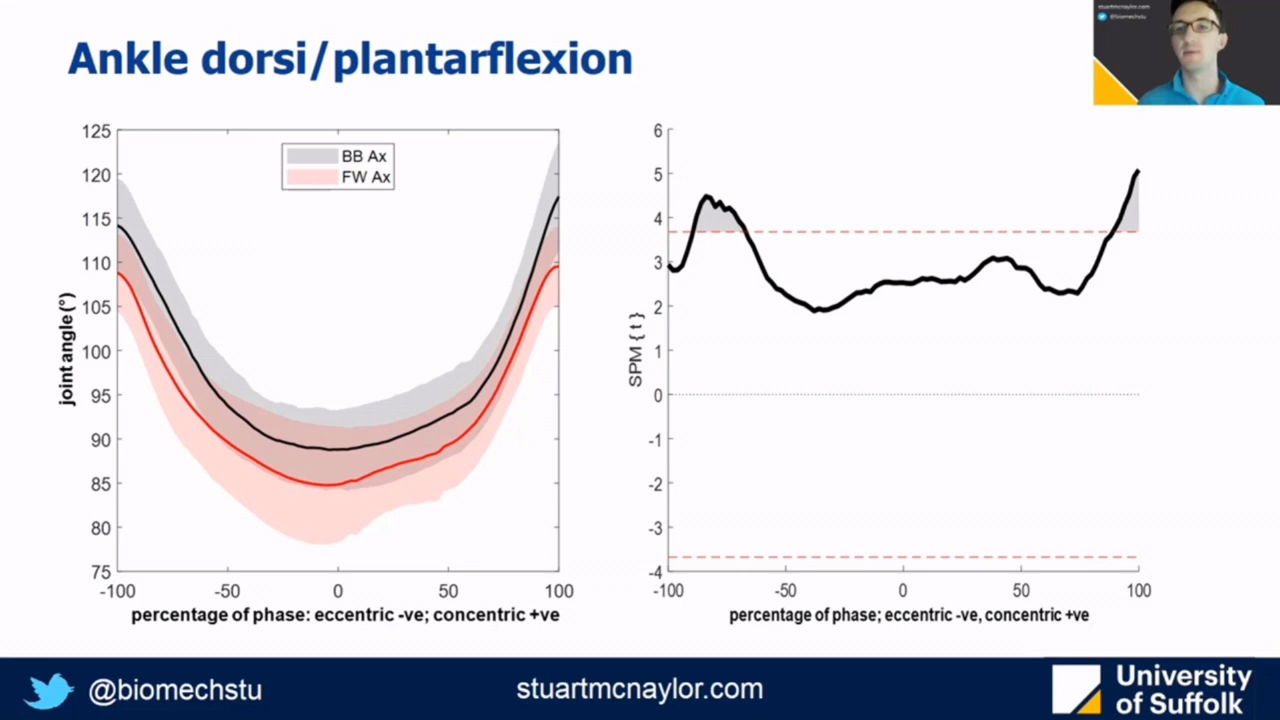 stuartmcnaylor.com
@biomechstu
Ankle dorsi/plantarflexion
125
120
115
110
105
100
95
90
85
80
75
joint angle (°)
BB Ax
FW Ax
-100
-50
0
50
100
percentage of phase: eccentric -ve; concentric +ve
6
5
4
3
2
1
0
-1
-2
-3
-4
SPM { t }
-100
-50
0
50
100
percentage of phase; eccentric -ve, concentric +ve
@biomechstu
stuartmcnaylor.com
University
of Suffolk